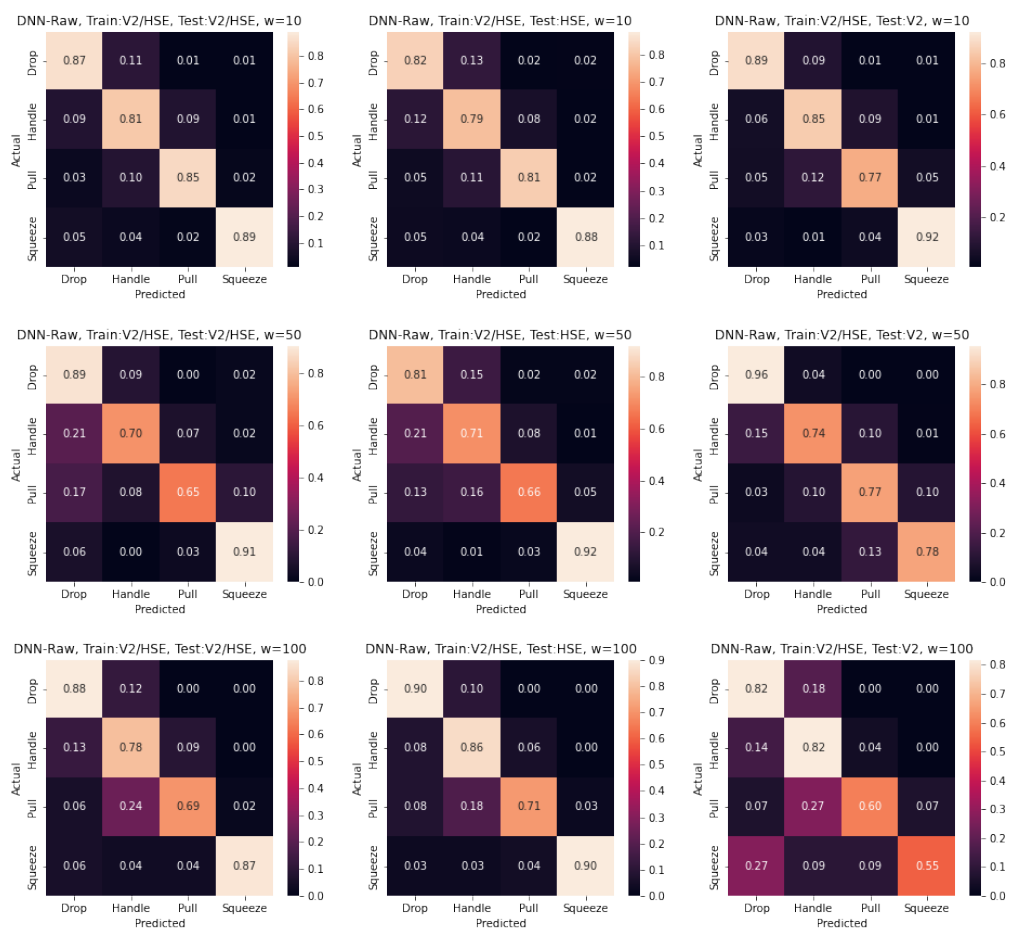 DNN-Raw, Train:V2/HSE, Test:V2/HSE, w=10
Actual
Drop 0.87 0.11 0.01 0.01
Handle 0.09 0.81 0.09 0.01
Pull 0.03 0.10 0.85 0.02
Squeeze 0.05 0.04 0.02 0.89
Drop Handle Pull Squeeze
Predicted
0.8
0.7
0.6
0.5
0.4
0.3
0.2
0.1
DNN-Raw, Train:V2/HSE, Test:HSE, w=10
Actual
Drop 0.82 0.13 0.02 0.02
Handle 0.12 0.79 0.08 0.02
Pull 0.05 0.11 0.81 0.02
Squeeze 0.05 0.04 0.02 0.88
Drop Handle Pull Squeeze
Predicted
0.8
0.7
0.6
0.5
0.4
0.3
0.2
0.1
DNN-Raw, Train:V2/HSE, Test:V2, w=10
Actual
Drop 0.89 0.09 0.01 0.01
Handle 0.06 0.85 0.09 0.01
Pull 0.05 0.12 0.77 0.05
Squeeze 0.03 0.01 0.04 0.92
Drop Handle Pull Squeeze
Predicted
0.8
0.6
0.4
0.2
DNN-Raw, Train:V2/HSE, Test:V2/HSE, w=50
Actual
Drop 0.89 0.09 0.00 0.02
Handle 0.21 0.70 0.07 0.02
Pull 0.17 0.08 0.65 0.10
Squeeze 0.06 0.00 0.03 0.91
Drop Handle Pull Squeeze
Predicted
0.8
0.6
0.4
0.2
0.0
DNN-Raw, Train:V2/HSE, Test:HSE, w=50
Actual
Drop 0.81 0.15 0.02 0.02
Handle 0.21 0.71 0.08 0.01
Pull 0.13 0.16 0.66 0.05
Squeeze 0.04 0.01 0.03 0.92
Drop Handle Pull Squeeze
Predicted
0.8
0.6
0.4
0.2
DNN-Raw, Train:V2/HSE, Test:V2, w=50
Actual
Drop 0.96 0.04 0.00 0.00
Handle 0.15 0.74 0.10 0.01
Pull 0.03 0.10 0.77 0.10
Squeeze 0.04 0.04 0.13 0.78
Drop Handle Pull Squeeze
Predicted
0.8
0.6
0.4
0.2
0.0
DNN-Raw, Train:V2/HSE, Test:V2/HSE, w=100
Actual
Drop 0.88 0.12 0.00 0.00
Handle 0.13 0.78 0.09 0.00
Pull 0.06 0.24 0.69 0.02
Squeeze 0.06 0.04 0.04 0.87
Drop Handle Pull Squeeze
Predicted
0.8
0.7
0.6
0.5
0.4
0.3
0.2
0.1
0.0
DNN-Raw, Train:V2/HSE, Test:HSE, w=100
Actual
Drop 0.90 0.10 0.00 0.00
Handle 0.08 0.86 0.06 0.00
Pull 0.08 0.18 0.71 0.03
Squeeze 0.03 0.03 0.04 0.90
Drop Handle Pull Squeeze
Predicted
0.9
0.8
0.7
0.6
0.5
0.4
0.3
0.2
0.1
0.0
DNN-Raw, Train:V2/HSE, Test:V2, w=100
Actual
Drop 0.82 0.18 0.00 0.00
Handle 0.14 0.82 0.04 0.00
Pull 0.07 0.27 0.60 0.07
Squeeze 0.27 0.09 0.09 0.55
Drop Handle Pull Squeeze
Predicted
0.8
0.7
0.6
0.5
0.4
0.3
0.2
0.1
0.0